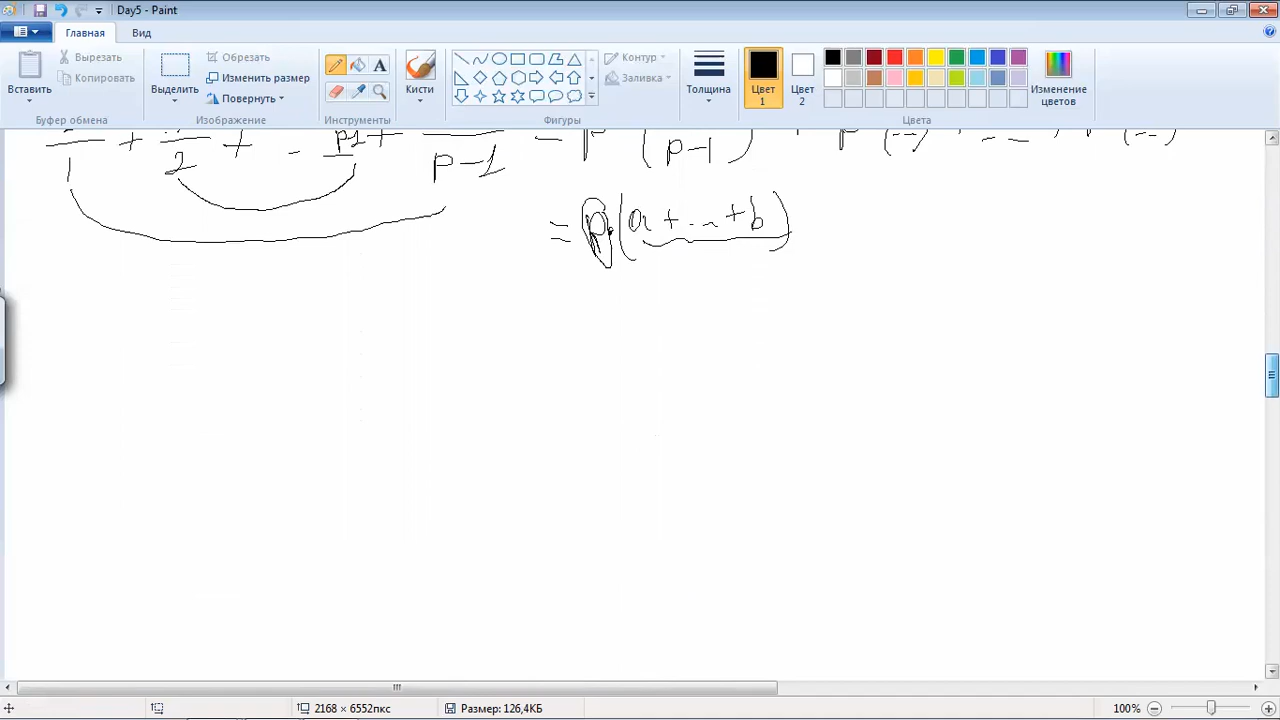 Day5 - Paint
Главная Вид
Вставить
Вырезать
Копировать
Буфер обмена
Выделить
Обрезать
Изменить размер
Повернуть
Изображение
A
Инструменты
Кисти
Контур
Заливка
Фигуры
Толщина
Цвет 1
Цвет 2
Изменение цветов
Цвета
1 + 2 + p-1 = p (p-1)
= p·(a + ... + b)
2168 × 6552пкс
Размер: 126,4КБ
100%